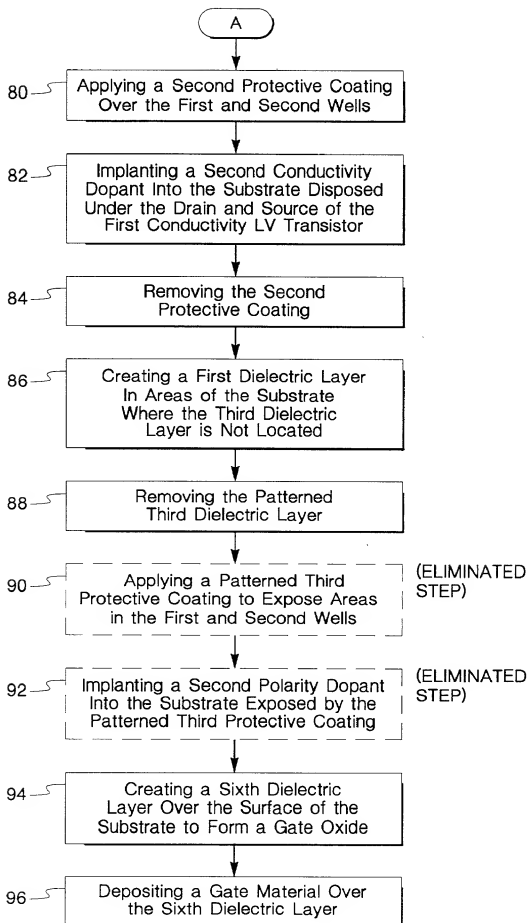 A
80
Applying a Second Protective Coating
Over the First and Second Wells
82
Implanting a Second Conductivity
Dopant Into the Substrate Disposed
Under the Drain and Source of the
First Conductivity LV Transistor
84
Removing the Second
Protective Coating
86
Creating a First Dielectric Layer
In Areas of the Substrate
Where the Third Dielectric
Layer is Not Located
88
Removing the Patterned
Third Dielectric Layer
90
Applying a Patterned Third
Protective Coating to Expose Areas
in the First and Second Wells
(ELIMINATED
STEP)
92
Implanting a Second Polarity Dopant
Into the Substrate Exposed by the
Patterned Third Protective Coating
(ELIMINATED
STEP)
94
Creating a Sixth Dielectric
Layer Over the Surface of the
Substrate to Form a Gate Oxide
96
Depositing a Gate Material Over
the Sixth Dielectric Layer